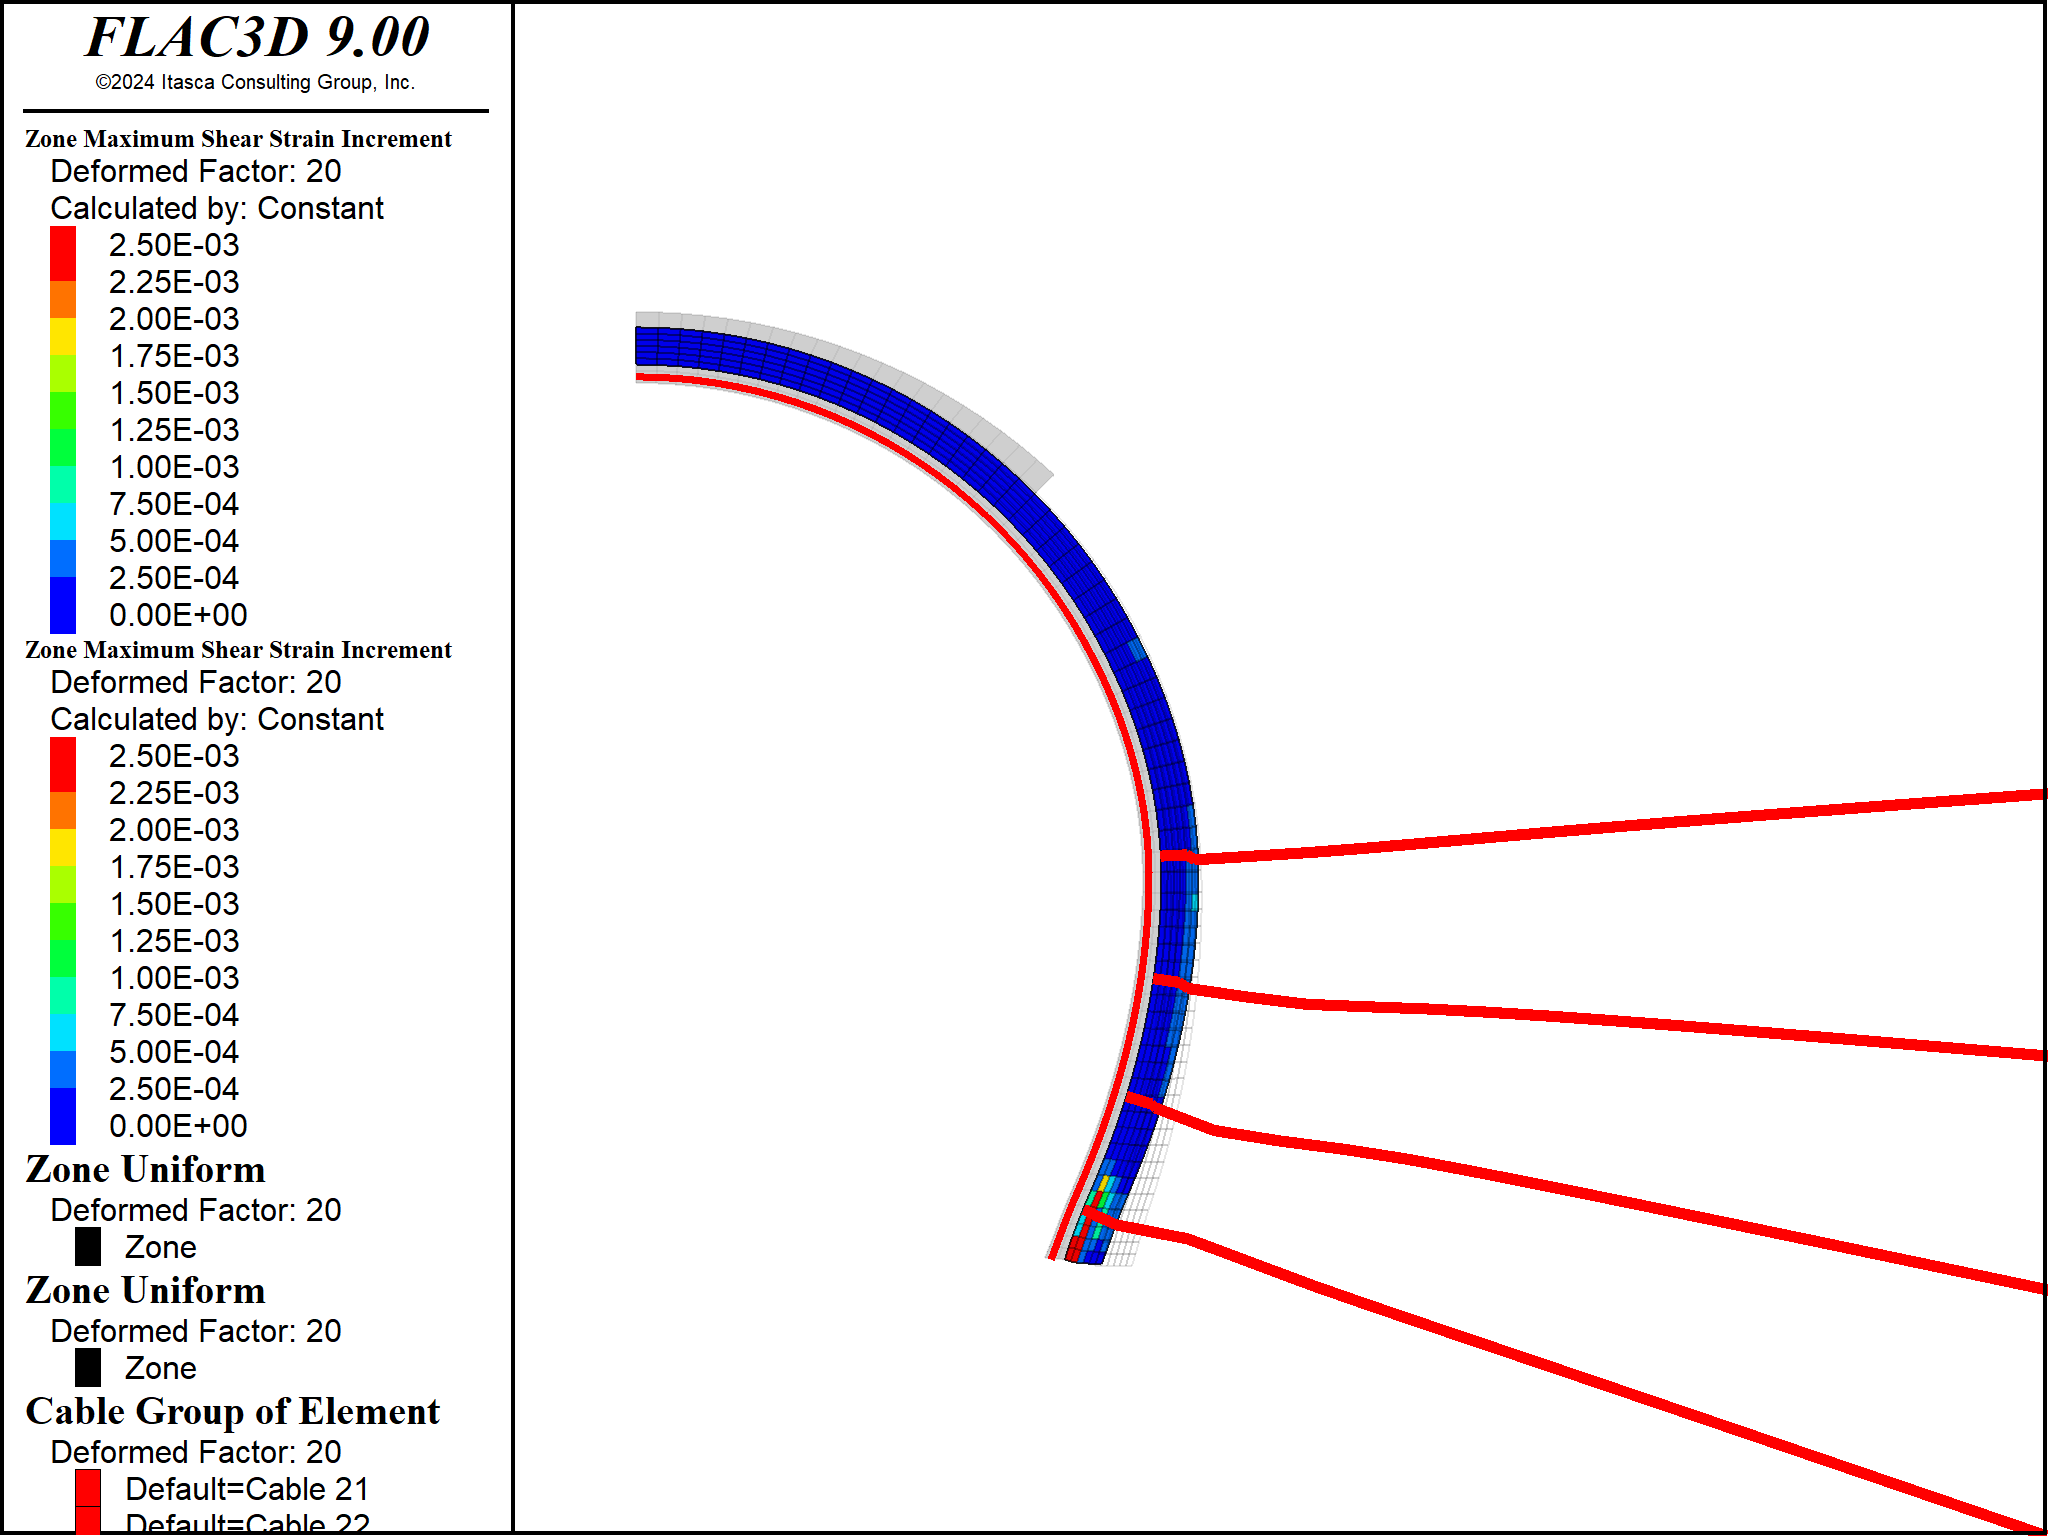 FLAC3D 9.00
©2024 Itasca Consulting Group, Inc.
Zone Maximum Shear Strain Increment
Deformed Factor: 20
Calculated by: Constant
2.50E-03
2.25E-03
2.00E-03
1.75E-03
1.50E-03
1.25E-03
1.00E-03
7.50E-04
5.00E-04
2.50E-04
0.00E+00
Zone Maximum Shear Strain Increment
Deformed Factor: 20
Calculated by: Constant
2.50E-03
2.25E-03
2.00E-03
1.75E-03
1.50E-03
1.25E-03
1.00E-03
7.50E-04
5.00E-04
2.50E-04
0.00E+00
Zone Uniform
Deformed Factor: 20
Zone
Zone Uniform
Deformed Factor: 20
Zone
Cable Group of Element
Deformed Factor: 20
Default=Cable 21
Default=Cable 22